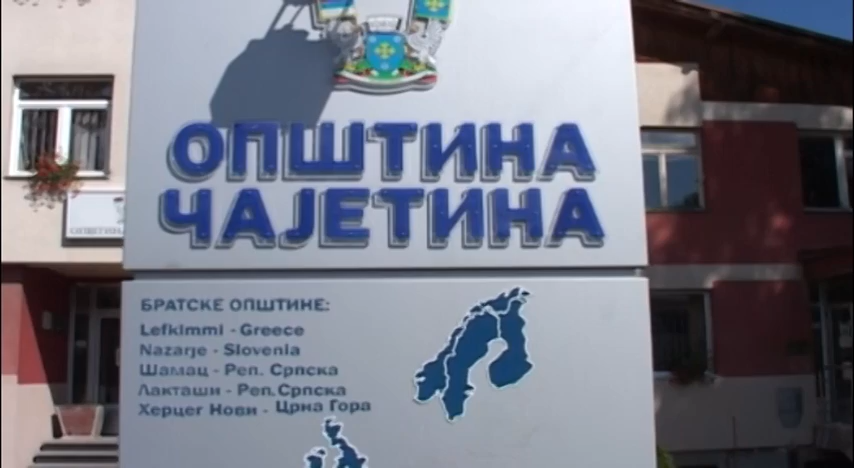 ОПШТИНА
ЧАЈЕТИНА
БРАТСКЕ ОПШТИНЕ:
Lefkimmi - Greece
Nazarje - Slovenia
Шамац - Реп. Српска
Лакташи - Реп. Српска
Херцег Нови - Црна Гора